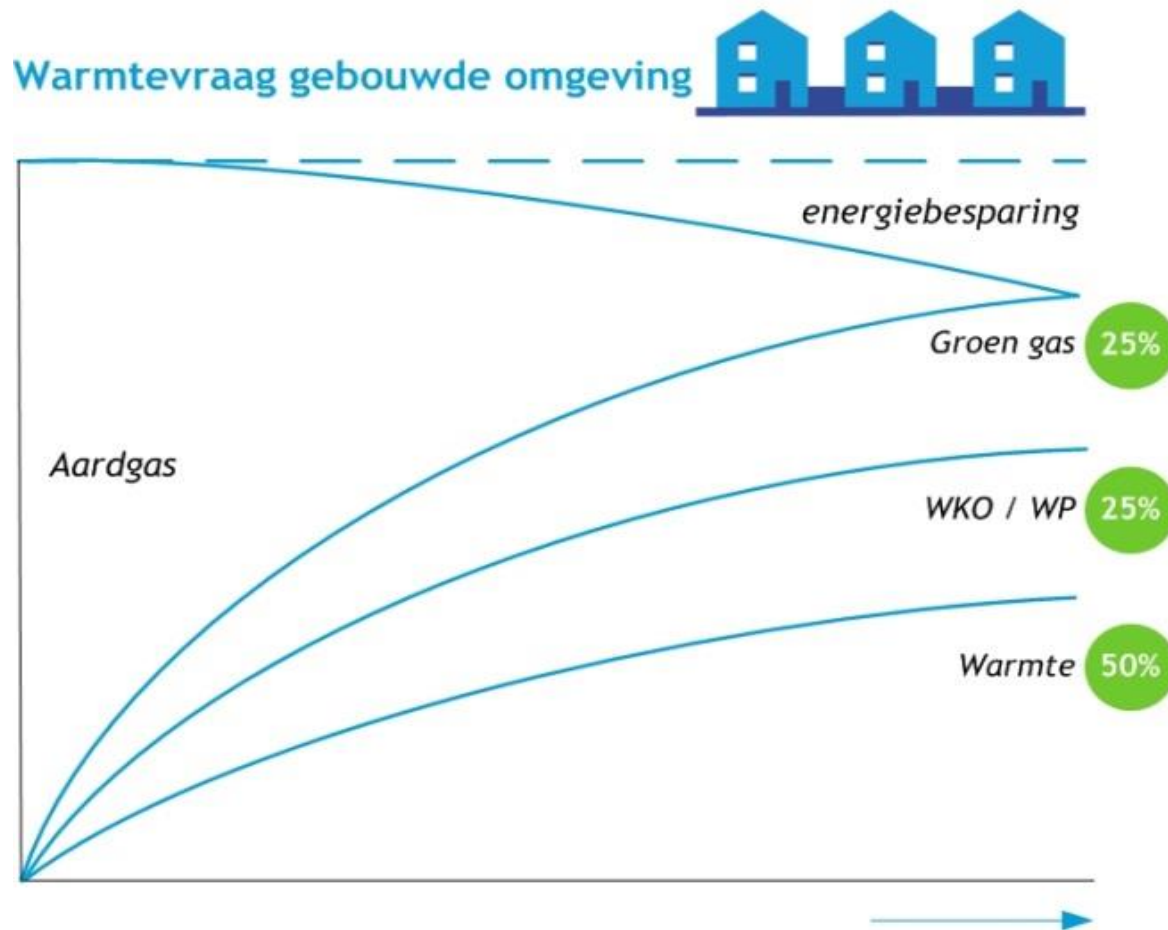 Warmtevraag gebouwde omgeving
energiebesparing
Groen gas 25%
Aardgas
WKO / WP 25%
Warmte 50%